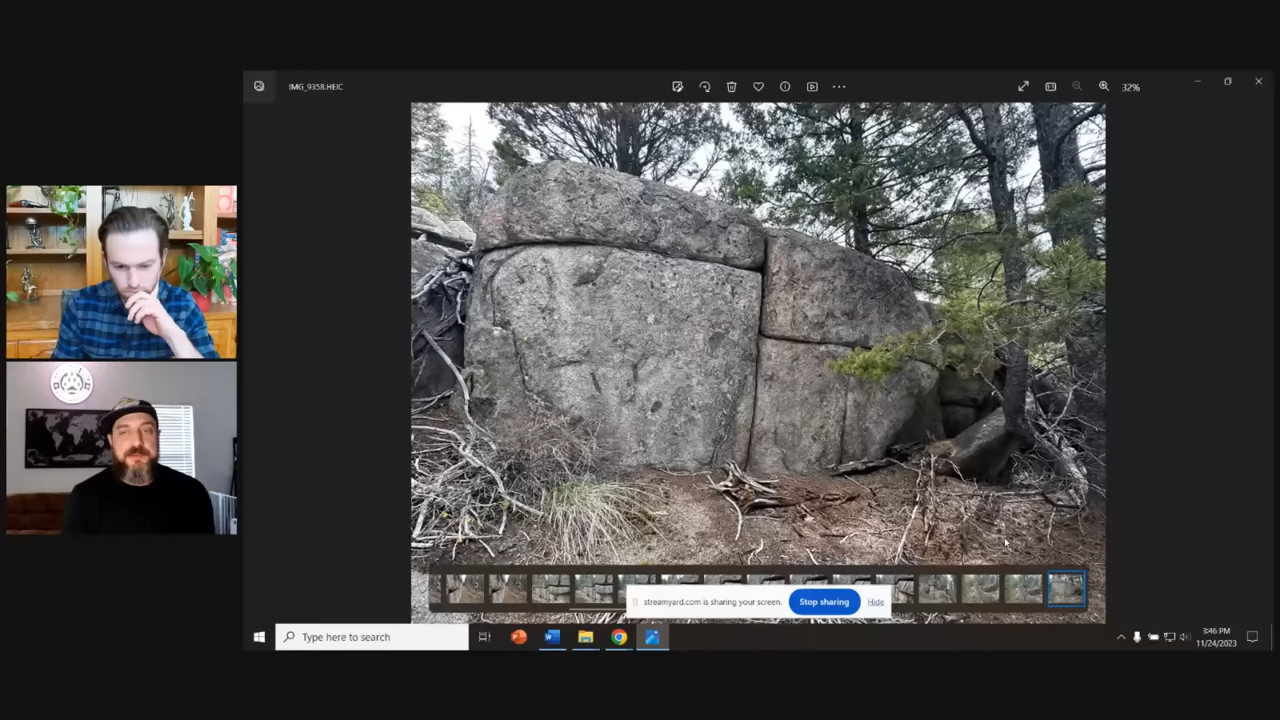 IMG_9358.HEIC
32%
streamyard.com is sharing your screen.
Stop sharing
Hide
Type here to search
3:46 PM
11/24/2023